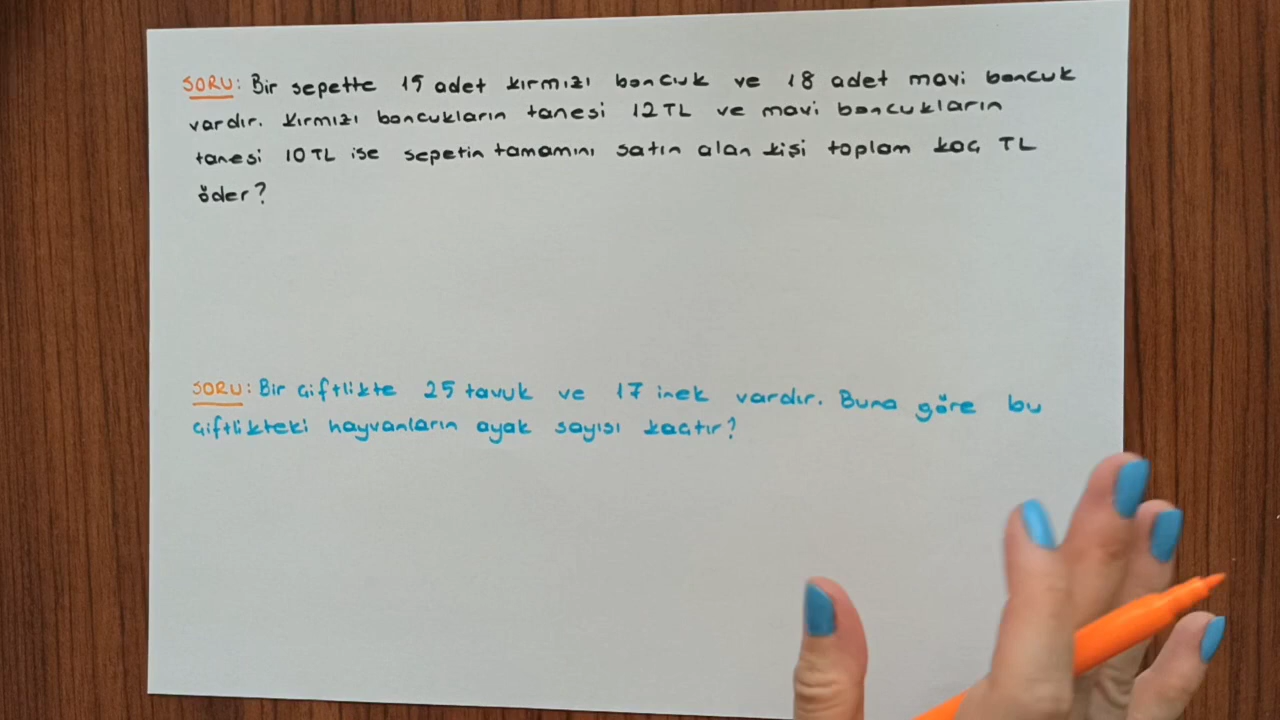 SORU: Bir sepette 15 adet kırmızı boncuk ve 18 adet mavi boncuk
vardır. Kırmızı boncukların tanesi 12 TL ve mavi boncukların
tanesi 10 TL ise sepetin tamamını satın alan kişi toplam kaç TL
öder?
SORU: Bir çiftlikte 25 tavuk ve 17 inek vardır. Buna göre bu
çiftlikteki hayvanların ayak sayısı kaçtır?